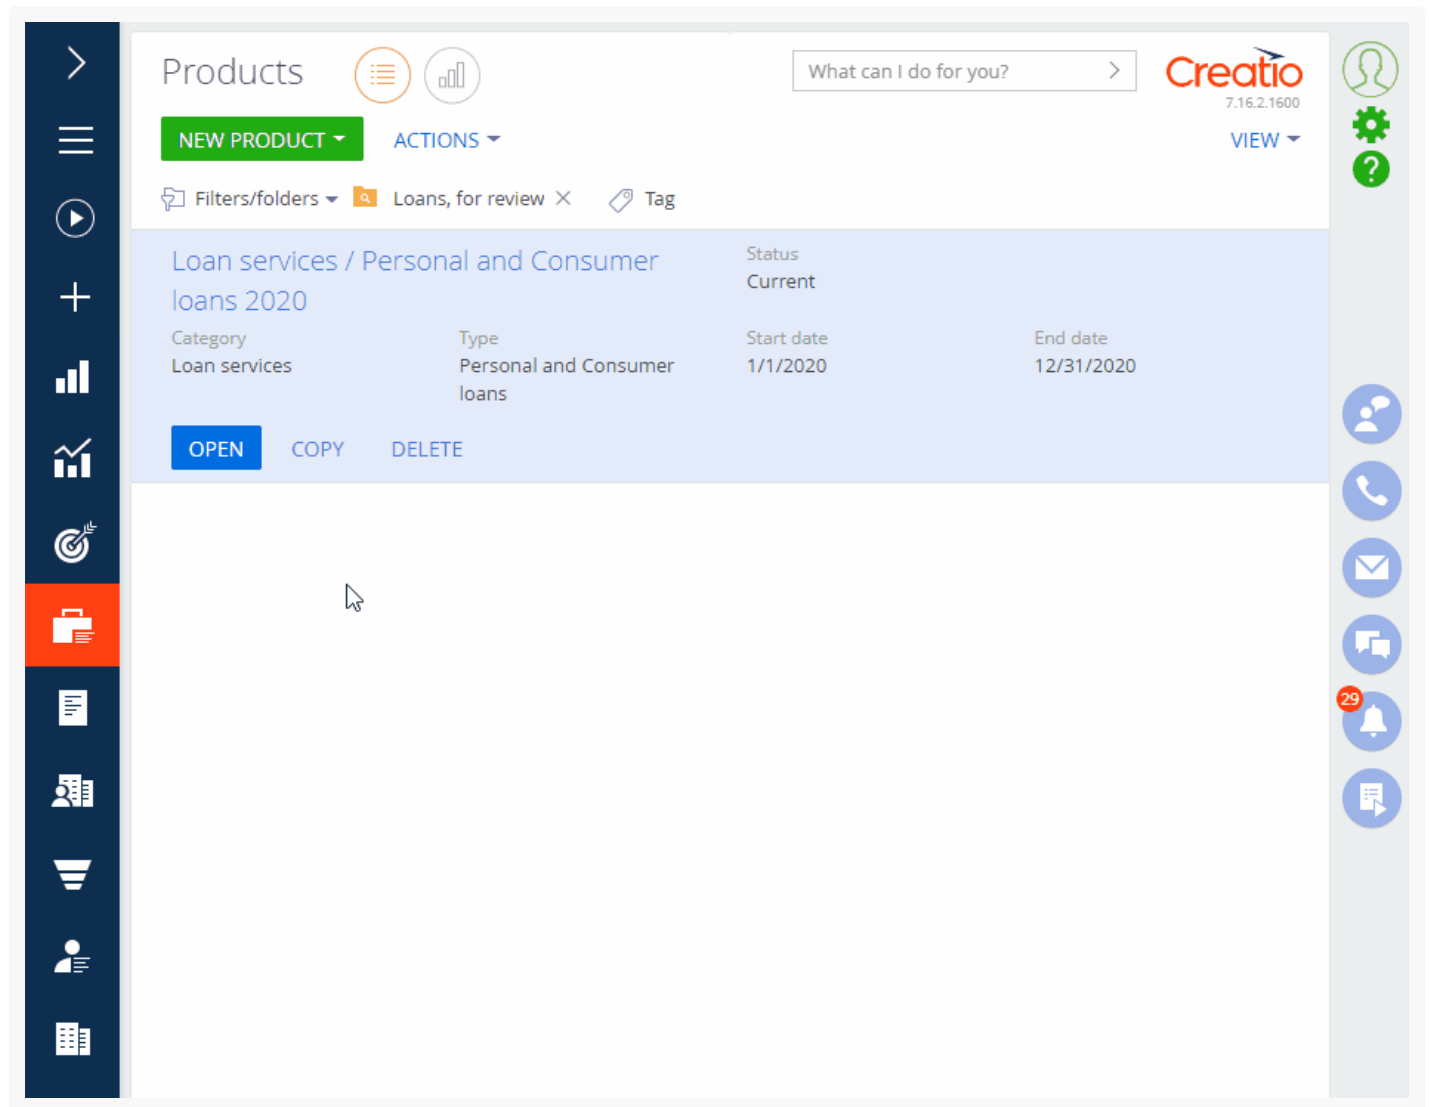 Products
What can I do for you?
Creatio
7.16.2.1600
NEW PRODUCT
ACTIONS
VIEW
Filters/folders
Loans, for review
Tag
Loan services / Personal and Consumer
loans 2020
Status
Current
Category
Loan services
Type
Personal and Consumer
loans
Start date
1/1/2020
End date
12/31/2020
OPEN
COPY
DELETE
29